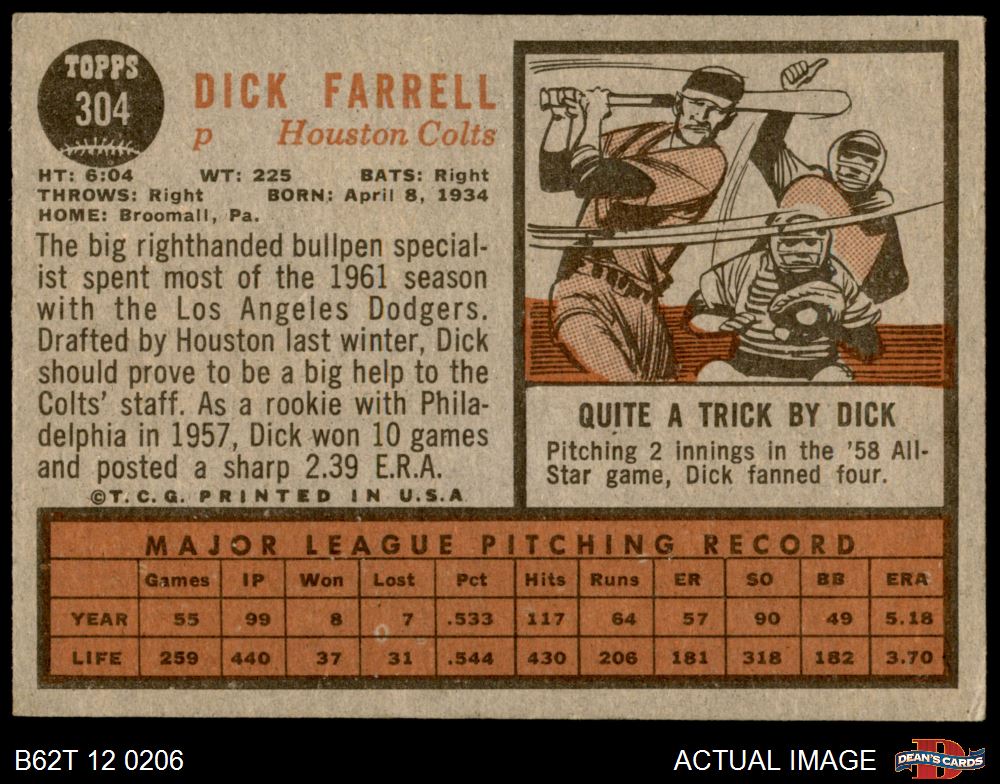 TOPPS
304
DICK FARRELL
p Houston Colts
HT: 6:04 WT: 225 BATS: Right
THROWS: Right BORN: April 8, 1934
HOME: Broomall, Pa.
The big righthanded bullpen special-
ist spent most of the 1961 season
with the Los Angeles Dodgers.
Drafted by Houston last winter, Dick
should prove to be a big help to the
Colts' staff. As a rookie with Phila-
delphia in 1957, Dick won 10 games
and posted a sharp 2.39 E.R.A.
©T.C.G. PRINTED IN U.S.A
QUITE A TRICK BY DICK
Pitching 2 innings in the '58 All-
Star game, Dick fanned four.
MAJOR LEAGUE PITCHING RECORD
Games IP Won Lost Pct Hits Runs ER SO BB ERA
YEAR 55 99 8 7 .533 117 64 57 90 49 5.18
LIFE 259 440 37 31 .544 430 206 181 318 182 3.70
B62T 12 0206 ACTUAL IMAGE DEAN'S CARDS